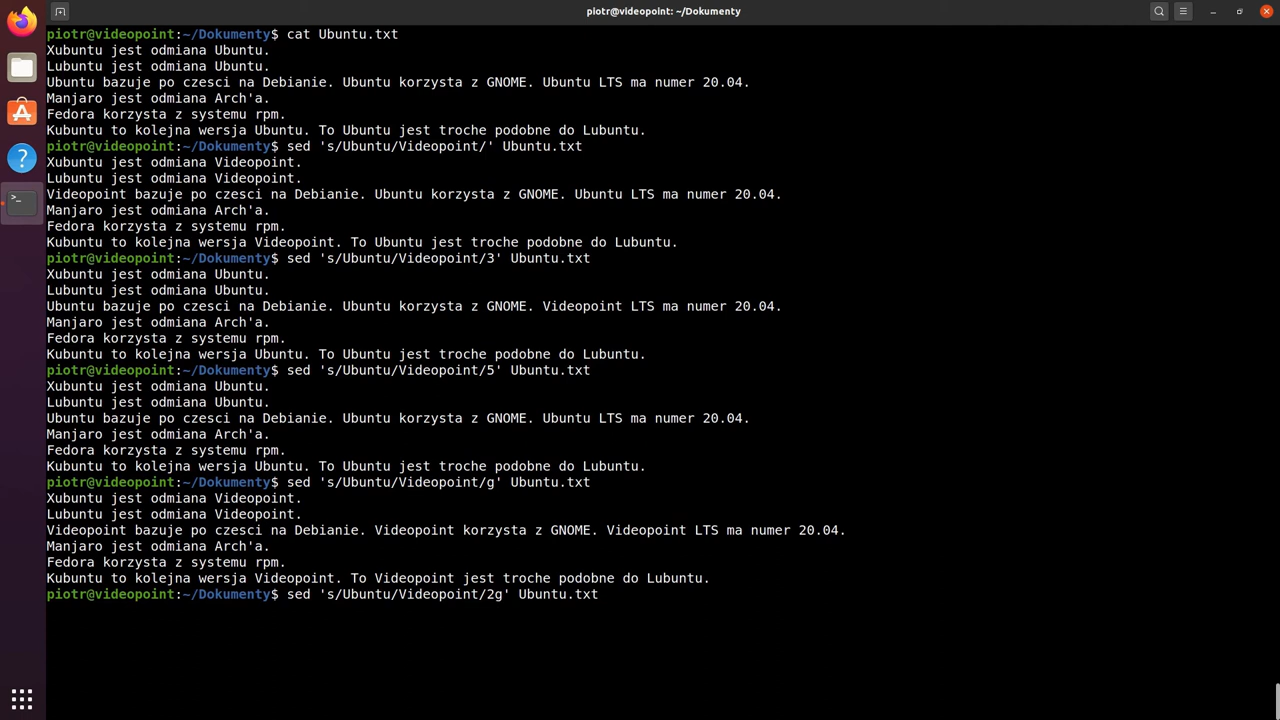 piotr@videopoint: ~/Dokumenty
piotr@videopoint:~/Dokumenty$ cat Ubuntu.txt
Xubuntu jest odmiana Ubuntu.
Lubuntu jest odmiana Ubuntu.
Ubuntu bazuje po czesci na Debianie. Ubuntu korzysta z GNOME. Ubuntu LTS ma numer 20.04.
Manjaro jest odmiana Arch'a.
Fedora korzysta z systemu rpm.
Kubuntu to kolejna wersja Ubuntu. To Ubuntu jest troche podobne do Lubuntu.
piotr@videopoint:~/Dokumenty$ sed 's/Ubuntu/Videopoint/' Ubuntu.txt
Xubuntu jest odmiana Videopoint.
Lubuntu jest odmiana Videopoint.
Videopoint bazuje po czesci na Debianie. Ubuntu korzysta z GNOME. Ubuntu LTS ma numer 20.04.
Manjaro jest odmiana Arch'a.
Fedora korzysta z systemu rpm.
Kubuntu to kolejna wersja Videopoint. To Ubuntu jest troche podobne do Lubuntu.
piotr@videopoint:~/Dokumenty$ sed 's/Ubuntu/Videopoint/3' Ubuntu.txt
Xubuntu jest odmiana Ubuntu.
Lubuntu jest odmiana Ubuntu.
Ubuntu bazuje po czesci na Debianie. Ubuntu korzysta z GNOME. Videopoint LTS ma numer 20.04.
Manjaro jest odmiana Arch'a.
Fedora korzysta z systemu rpm.
Kubuntu to kolejna wersja Ubuntu. To Ubuntu jest troche podobne do Lubuntu.
piotr@videopoint:~/Dokumenty$ sed 's/Ubuntu/Videopoint/5' Ubuntu.txt
Xubuntu jest odmiana Ubuntu.
Lubuntu jest odmiana Ubuntu.
Ubuntu bazuje po czesci na Debianie. Ubuntu korzysta z GNOME. Ubuntu LTS ma numer 20.04.
Manjaro jest odmiana Arch'a.
Fedora korzysta z systemu rpm.
Kubuntu to kolejna wersja Ubuntu. To Ubuntu jest troche podobne do Lubuntu.
piotr@videopoint:~/Dokumenty$ sed 's/Ubuntu/Videopoint/g' Ubuntu.txt
Xubuntu jest odmiana Videopoint.
Lubuntu jest odmiana Videopoint.
Videopoint bazuje po czesci na Debianie. Videopoint korzysta z GNOME. Videopoint LTS ma numer 20.04.
Manjaro jest odmiana Arch'a.
Fedora korzysta z systemu rpm.
Kubuntu to kolejna wersja Videopoint. To Videopoint jest troche podobne do Lubuntu.
piotr@videopoint:~/Dokumenty$ sed 's/Ubuntu/Videopoint/2g' Ubuntu.txt